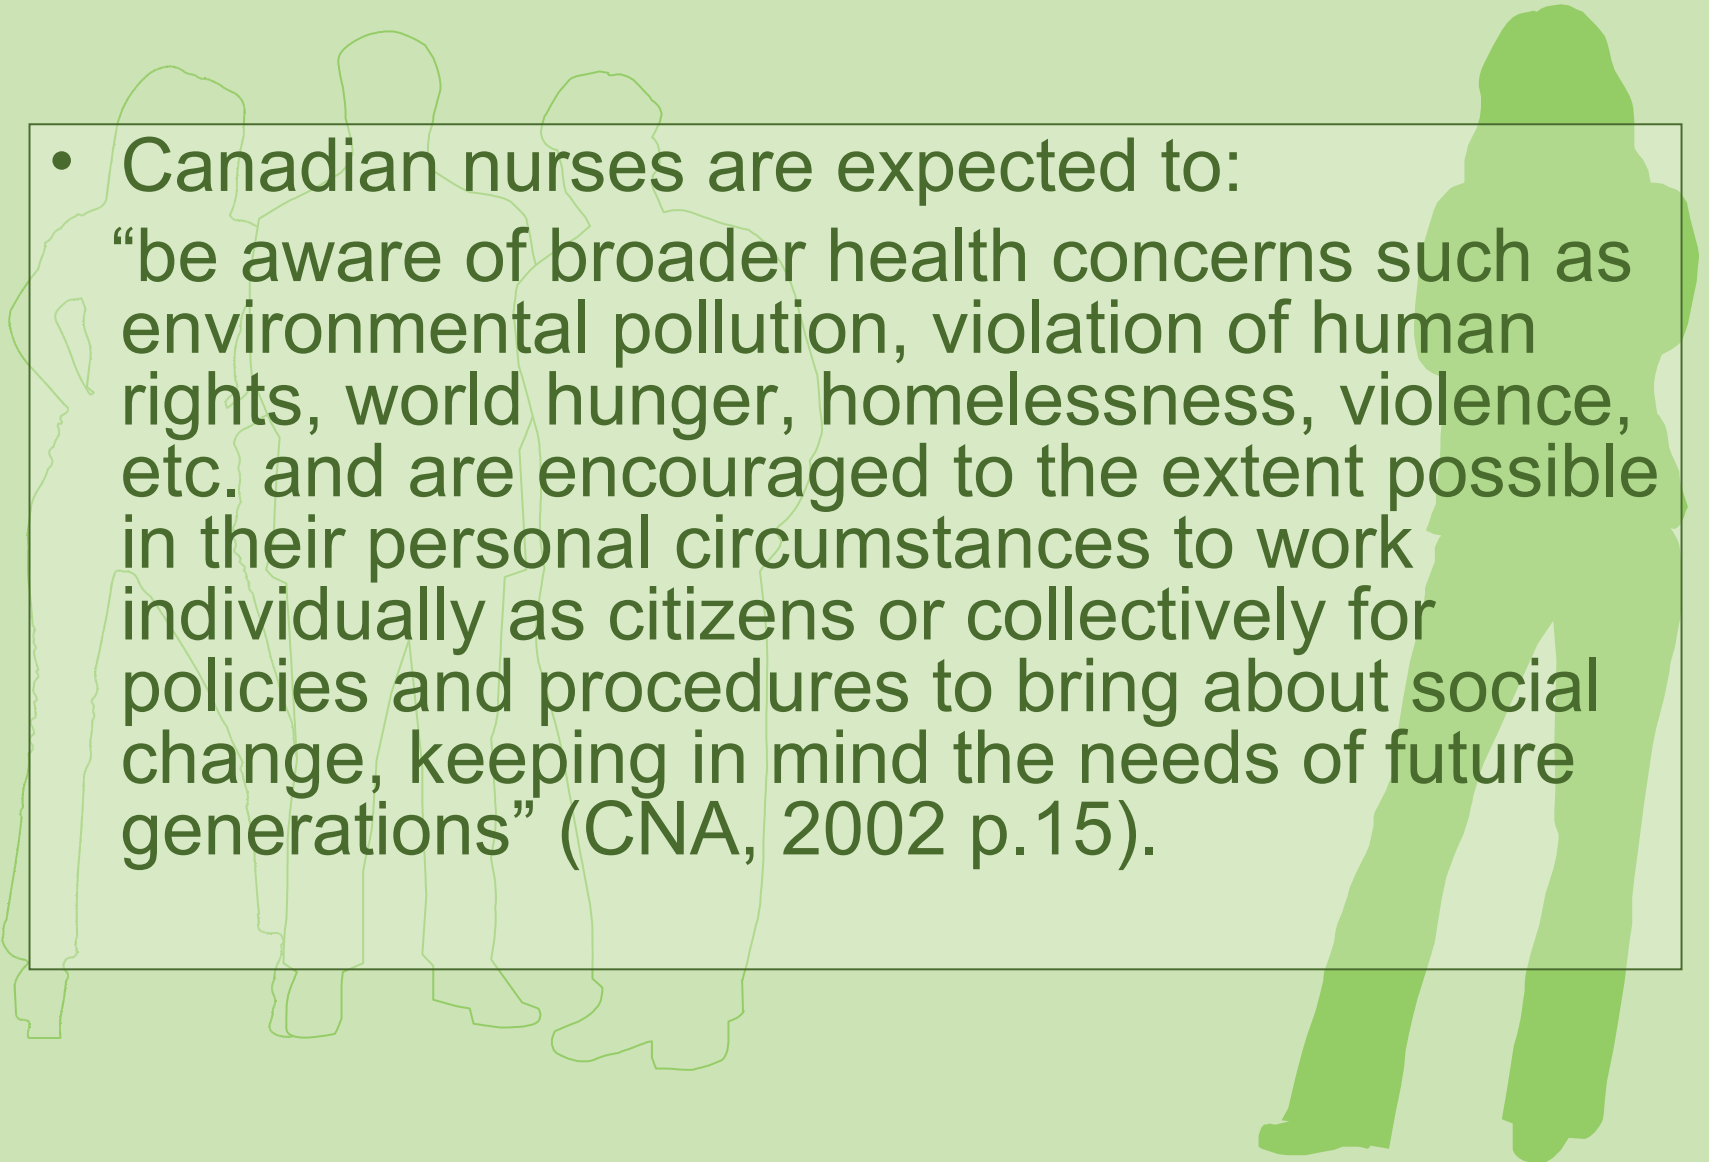 • Canadian nurses are expected to:
“be aware of broader health concerns such as
environmental pollution, violation of human
rights, world hunger, homelessness, violence,
etc. and are encouraged to the extent possible
in their personal circumstances to work
individually as citizens or collectively for
policies and procedures to bring about social
change, keeping in mind the needs of future
generations” (CNA, 2002 p.15).